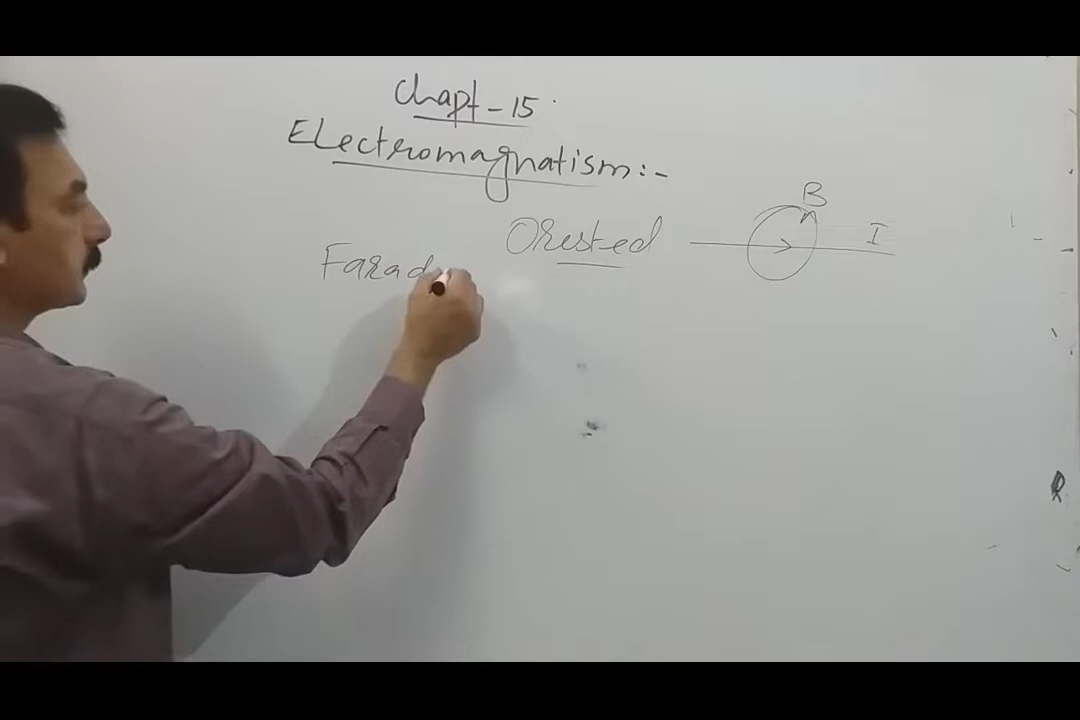 Chapt - 15
Electromagnatism:-
B
Orested
I
Farad